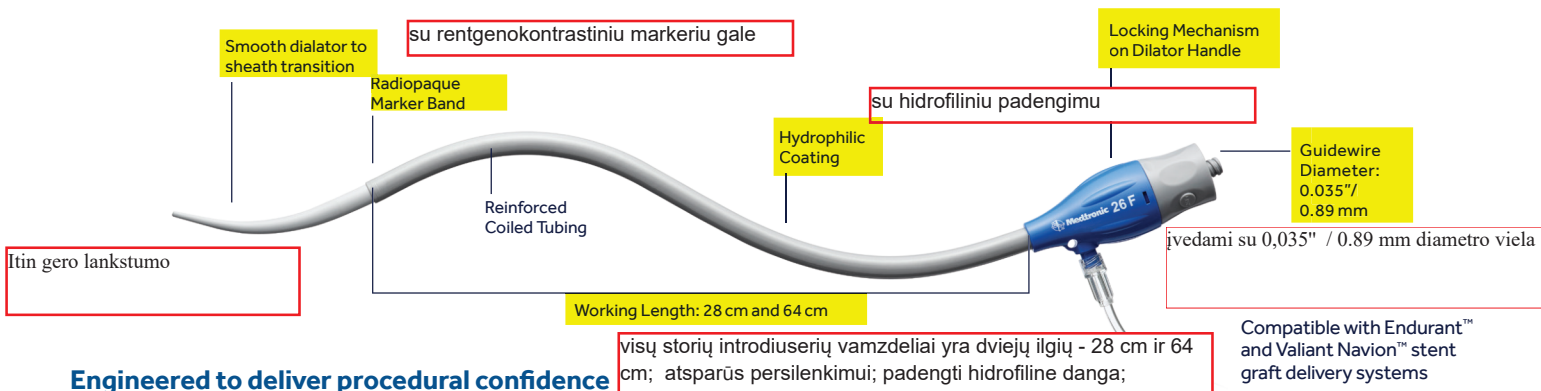 Smooth dialator to
sheath transition
su rentgenokontrastiniu markeriu gale
Radiopaque
Marker Band
Locking Mechanism
on Dilator Handle
su hidrofiliniu padengimu
Hydrophilic
Coating
Guidewire
Diameter:
0.035"/
0.89 mm
Reinforced
Coiled Tubing
Medtronic 26 F
įvedami su 0,035" / 0.89 mm diametro viela
Itin gero lankstumo
Working Length: 28 cm and 64 cm
Compatible with Endurant™
and Valiant Navion™ stent
graft delivery systems
visų storių introdiuserių vamzdeliai yra dviejų ilgių - 28 cm ir 64
cm; atsparūs persilenkimui; padengti hidrofiline danga;
Engineered to deliver procedural confidence